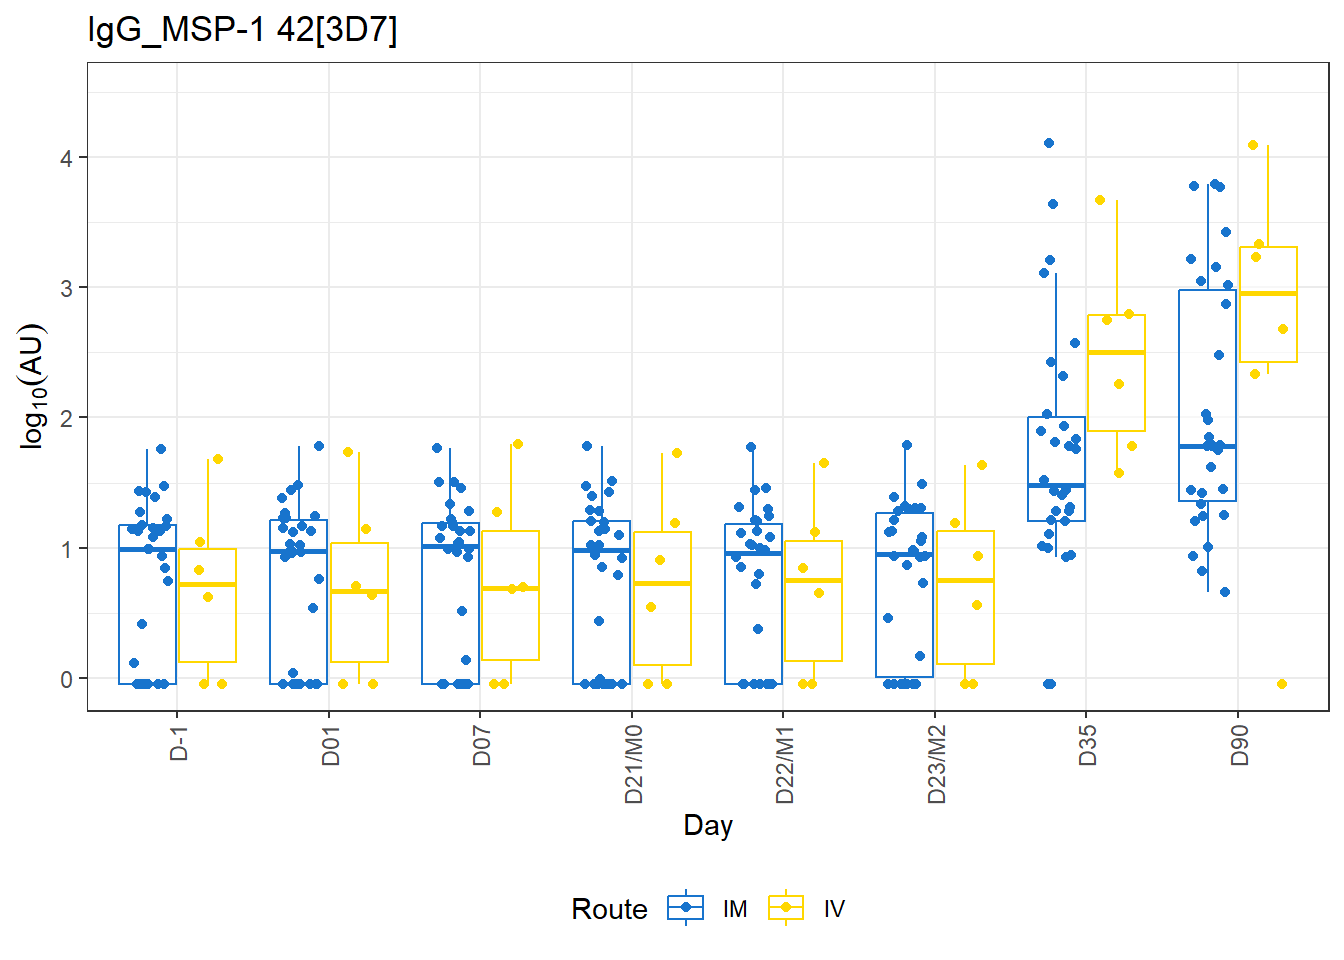 IgG_MSP-1 42[3D7]
log10(AU)
4
3
2
1
0
D-1
D01
D07
D21/M0
D22/M1
D23/M2
D35
D90
Day
Route IM IV